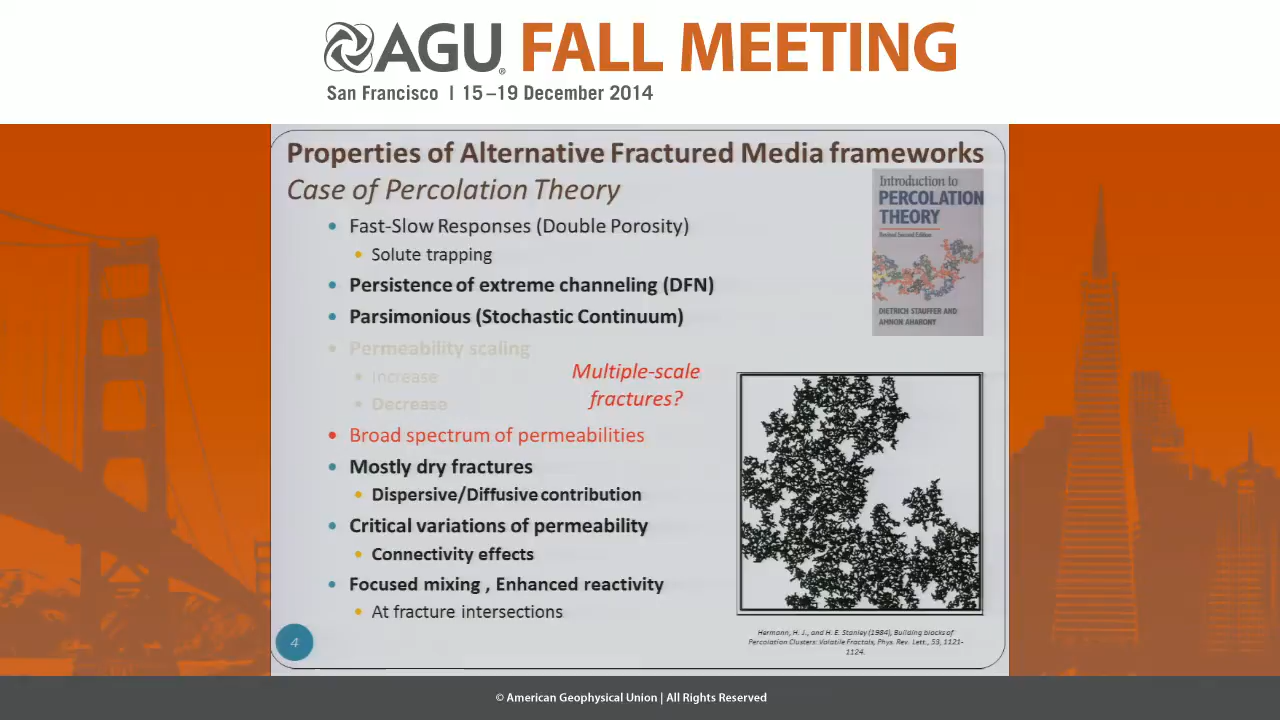 AGU FALL MEETING
San Francisco | 15–19 December 2014
Properties of Alternative Fractured Media frameworks
Case of Percolation Theory
• Fast-Slow Responses (Double Porosity)
• Solute trapping
• Persistence of extreme channeling (DFN)
• Parsimonious (Stochastic Continuum)
• Permeability scaling
• Increase
• Decrease
Multiple-scale
fractures?
• Broad spectrum of permeabilities
• Mostly dry fractures
• Dispersive/Diffusive contribution
• Critical variations of permeability
• Connectivity effects
• Focused mixing , Enhanced reactivity
• At fracture intersections
Introduction to
PERCOLATION
THEORY
Revised Second Edition
DIETRICH STAUFFER AND
AMNON AHARONY
Hermann, H. J., and H. E. Stanley (1984), Building blocks of
Percolation Clusters: Volatile Fractals, Phys. Rev. Lett., 53, 1121-
1124.
4
© American Geophysical Union | All Rights Reserved